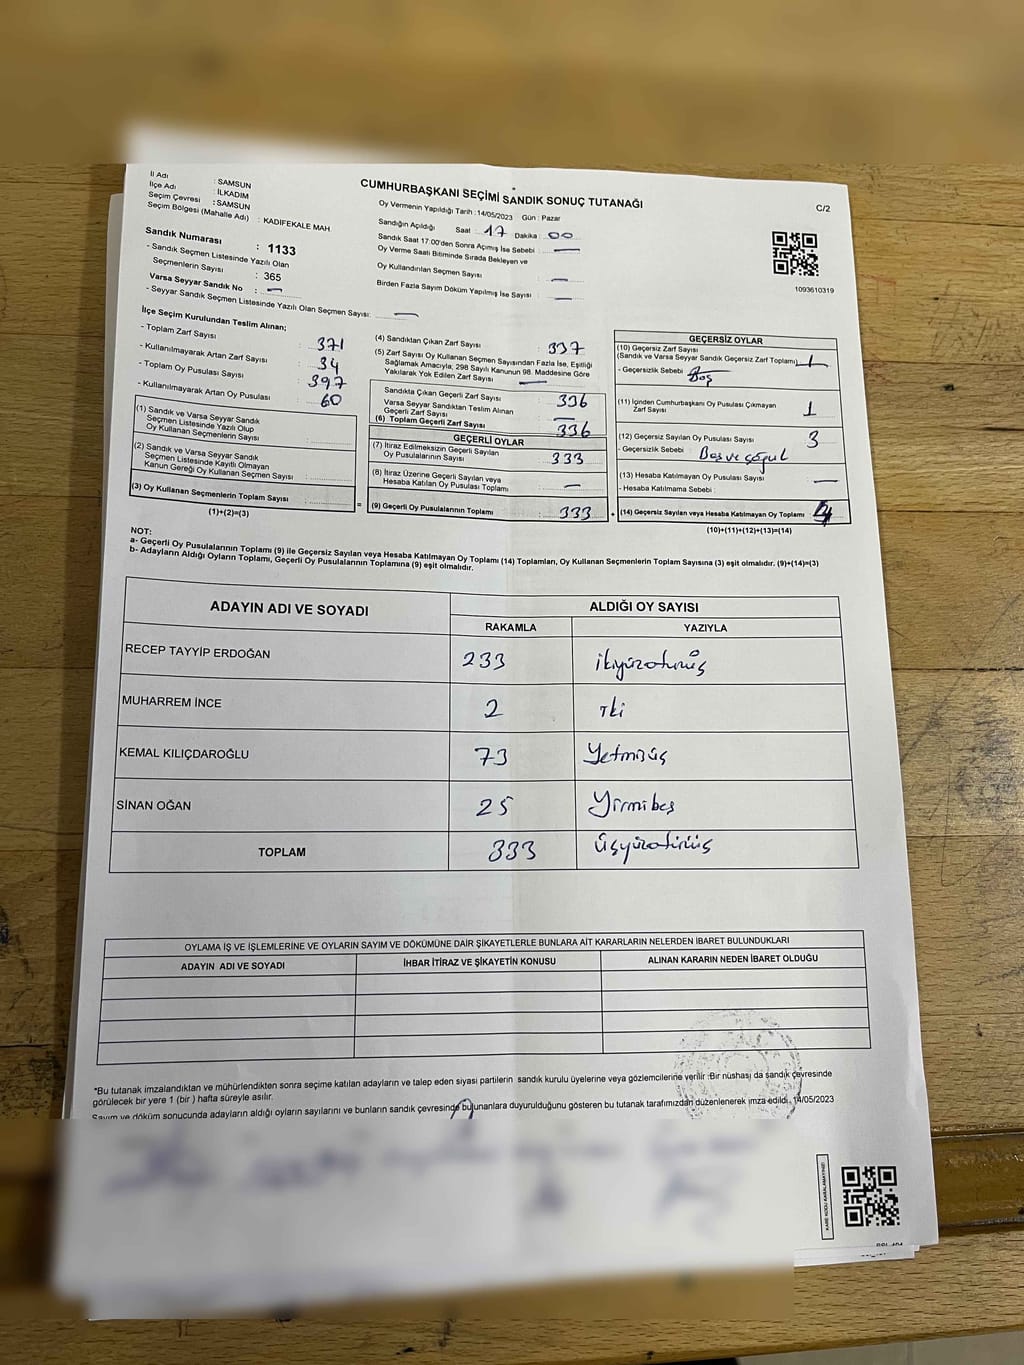 İl Adı : SAMSUN
İlçe Adı : İLKADIM
Seçim Çevresi : SAMSUN
Seçim Bölgesi (Mahalle Adı) : KADİFEKALE MAH
Sandık Numarası : 1133
- Sandık Seçmen Listesinde Yazılı Olan
Seçmenlerin Sayısı : 365
Varsa Seyyar Sandık No : —
- Seyyar Sandık Seçmen Listesinde Yazılı Olan Seçmen Sayısı: —
CUMHURBAŞKANI SEÇİMİ SANDIK SONUÇ TUTANAĞI
C/2
Oy Vermenin Yapıldığı Tarih : 14/05/2023 Gün : Pazar
Sandığın Açıldığı Saat : 17 Dakika : 00
Sandık Saat 17:00'den Sonra Açımış İse Sebebi : —
Oy Verme Saati Bitiminde Sırada Bekleyen ve
Oy Kullandırılan Seçmen Sayısı : —
Birden Fazla Sayım Döküm Yapılmış İse Sayısı : —
1093610319
İlçe Seçim Kurulundan Teslim Alınan;
- Toplam Zarf Sayısı : 371
- Kullanılmayarak Artan Zarf Sayısı : 34
- Toplam Oy Pusulası Sayısı : 397
- Kullanılmayarak Artan Oy Pusulası : 60
(1) Sandık ve Varsa Seyyar Sandık
Seçmen Listesinde Yazılı Olup
Oy Kullanan Seçmenlerin Sayısı :
(2) Sandık ve Varsa Seyyar Sandık
Seçmen Listesinde Kayıtlı Olmayan
Kanun Gereği Oy Kullanan Seçmen Sayısı :
(3) Oy Kullanan Seçmenlerin Toplam Sayısı :
(1)+(2)=(3)
(4) Sandıktan Çıkan Zarf Sayısı : 337
(5) Zarf Sayısı Oy Kullanan Seçmen Sayısından Fazla İse, Eşitliği
Sağlamak Amacıyla, 298 Sayılı Kanunun 98. Maddesine Göre
Yakılarak Yok Edilen Zarf Sayısı : —
Sandıkta Çıkan Geçerli Zarf Sayısı : 336
Varsa Seyyar Sandıktan Teslim Alınan
Geçerli Zarf Sayısı : —
(6) Toplam Geçerli Zarf Sayısı : 336
GEÇERLİ OYLAR
(7) İtiraz Edilmeksizin Geçerli Sayılan
Oy Pusulalarının Sayısı : 333
(8) İtiraz Üzerine Geçerli Sayılan veya
Hesaba Katılan Oy Pusulası Toplamı : —
= (9) Geçerli Oy Pusulalarının Toplamı : 333
GEÇERSİZ OYLAR
(10) Geçersiz Zarf Sayısı
(Sandık ve Varsa Seyyar Sandık Geçersiz Zarf Toplamı) 1
- Geçersizlik Sebebi : Boş
(11) İçinden Cumhurbaşkanı Oy Pusulası Çıkmayan
Zarf Sayısı : 1
(12) Geçersiz Sayılan Oy Pusulası Sayısı : 3
- Geçersizlik Sebebi : Boş ve çoğul
(13) Hesaba Katılmayan Oy Pusulası Sayısı : —
- Hesaba Katılmama Sebebi :
+ (14) Geçersiz Sayılan veya Hesaba Katılmayan Oy Toplamı : 4
(10)+(11)+(12)+(13)=(14)
NOT:
a- Geçerli Oy Pusulalarının Toplamı (9) ile Geçersiz Sayılan veya Hesaba Katılmayan Oy Toplamı (14) Toplamları, Oy Kullanan Seçmenlerin Toplam Sayısına (3) eşit olmalıdır. (9)+(14)=(3)
b- Adayların Aldığı Oyların Toplamı, Geçerli Oy Pusulalarının Toplamına (9) eşit olmalıdır.
ADAYIN ADI VE SOYADI
ALDIĞI OY SAYISI
RAKAMLA YAZIYLA
RECEP TAYYİP ERDOĞAN 233 ikiyüzotuzüç
MUHARREM İNCE 2 İki
KEMAL KILIÇDAROĞLU 73 Yetmişüç
SİNAN OĞAN 25 Yirmibeş
TOPLAM 333 üçyüzotuzüç
OYLAMA İŞ VE İŞLEMLERİNE VE OYLARIN SAYIM VE DÖKÜMÜNE DAİR ŞİKAYETLERLE BUNLARA AİT KARARLARIN NELERDEN İBARET BULUNDUKLARI
ADAYIN ADI VE SOYADI
İHBAR İTİRAZ VE ŞİKAYETİN KONUSU
ALINAN KARARIN NEDEN İBARET OLDUĞU
*Bu tutanak imzalandıktan ve mühürlendikten sonra seçime katılan adayların ve talep eden siyasi partilerin sandık kurulu üyelerine veya gözlemcilerine verilir. Bir nüshası da sandık çevresinde
görülecek bir yere 1 (bir) hafta süreyle asılır.
Sayım ve döküm sonucunda adayların aldığı oyların sayılarını ve bunların sandık çevresinde bulunanlara duyurulduğunu gösteren bu tutanak tarafımızdan düzenlenerek imza edildi. 14/05/2023
KARE KODU KARALAMAYINIZ!